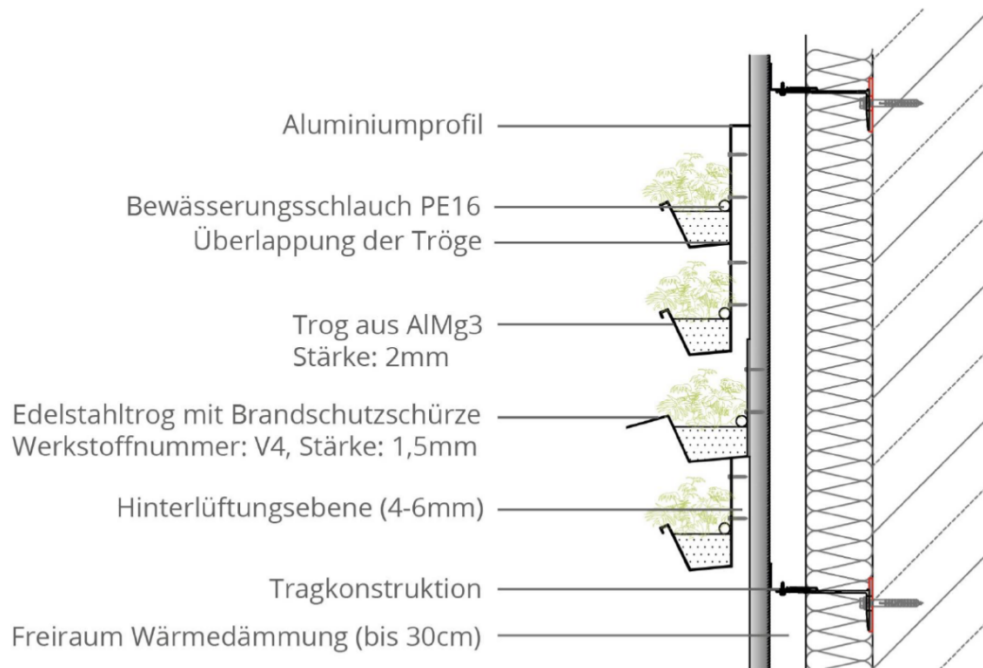 Aluminiumprofil
Bewässerungsschlauch PE16
Überlappung der Tröge
Trog aus AlMg3
Stärke: 2mm
Edelstahltrog mit Brandschutzschürze
Werkstoffnummer: V4, Stärke: 1,5mm
Hinterlüftungsebene (4-6mm)
Tragkonstruktion
Freiraum Wärmedämmung (bis 30cm)